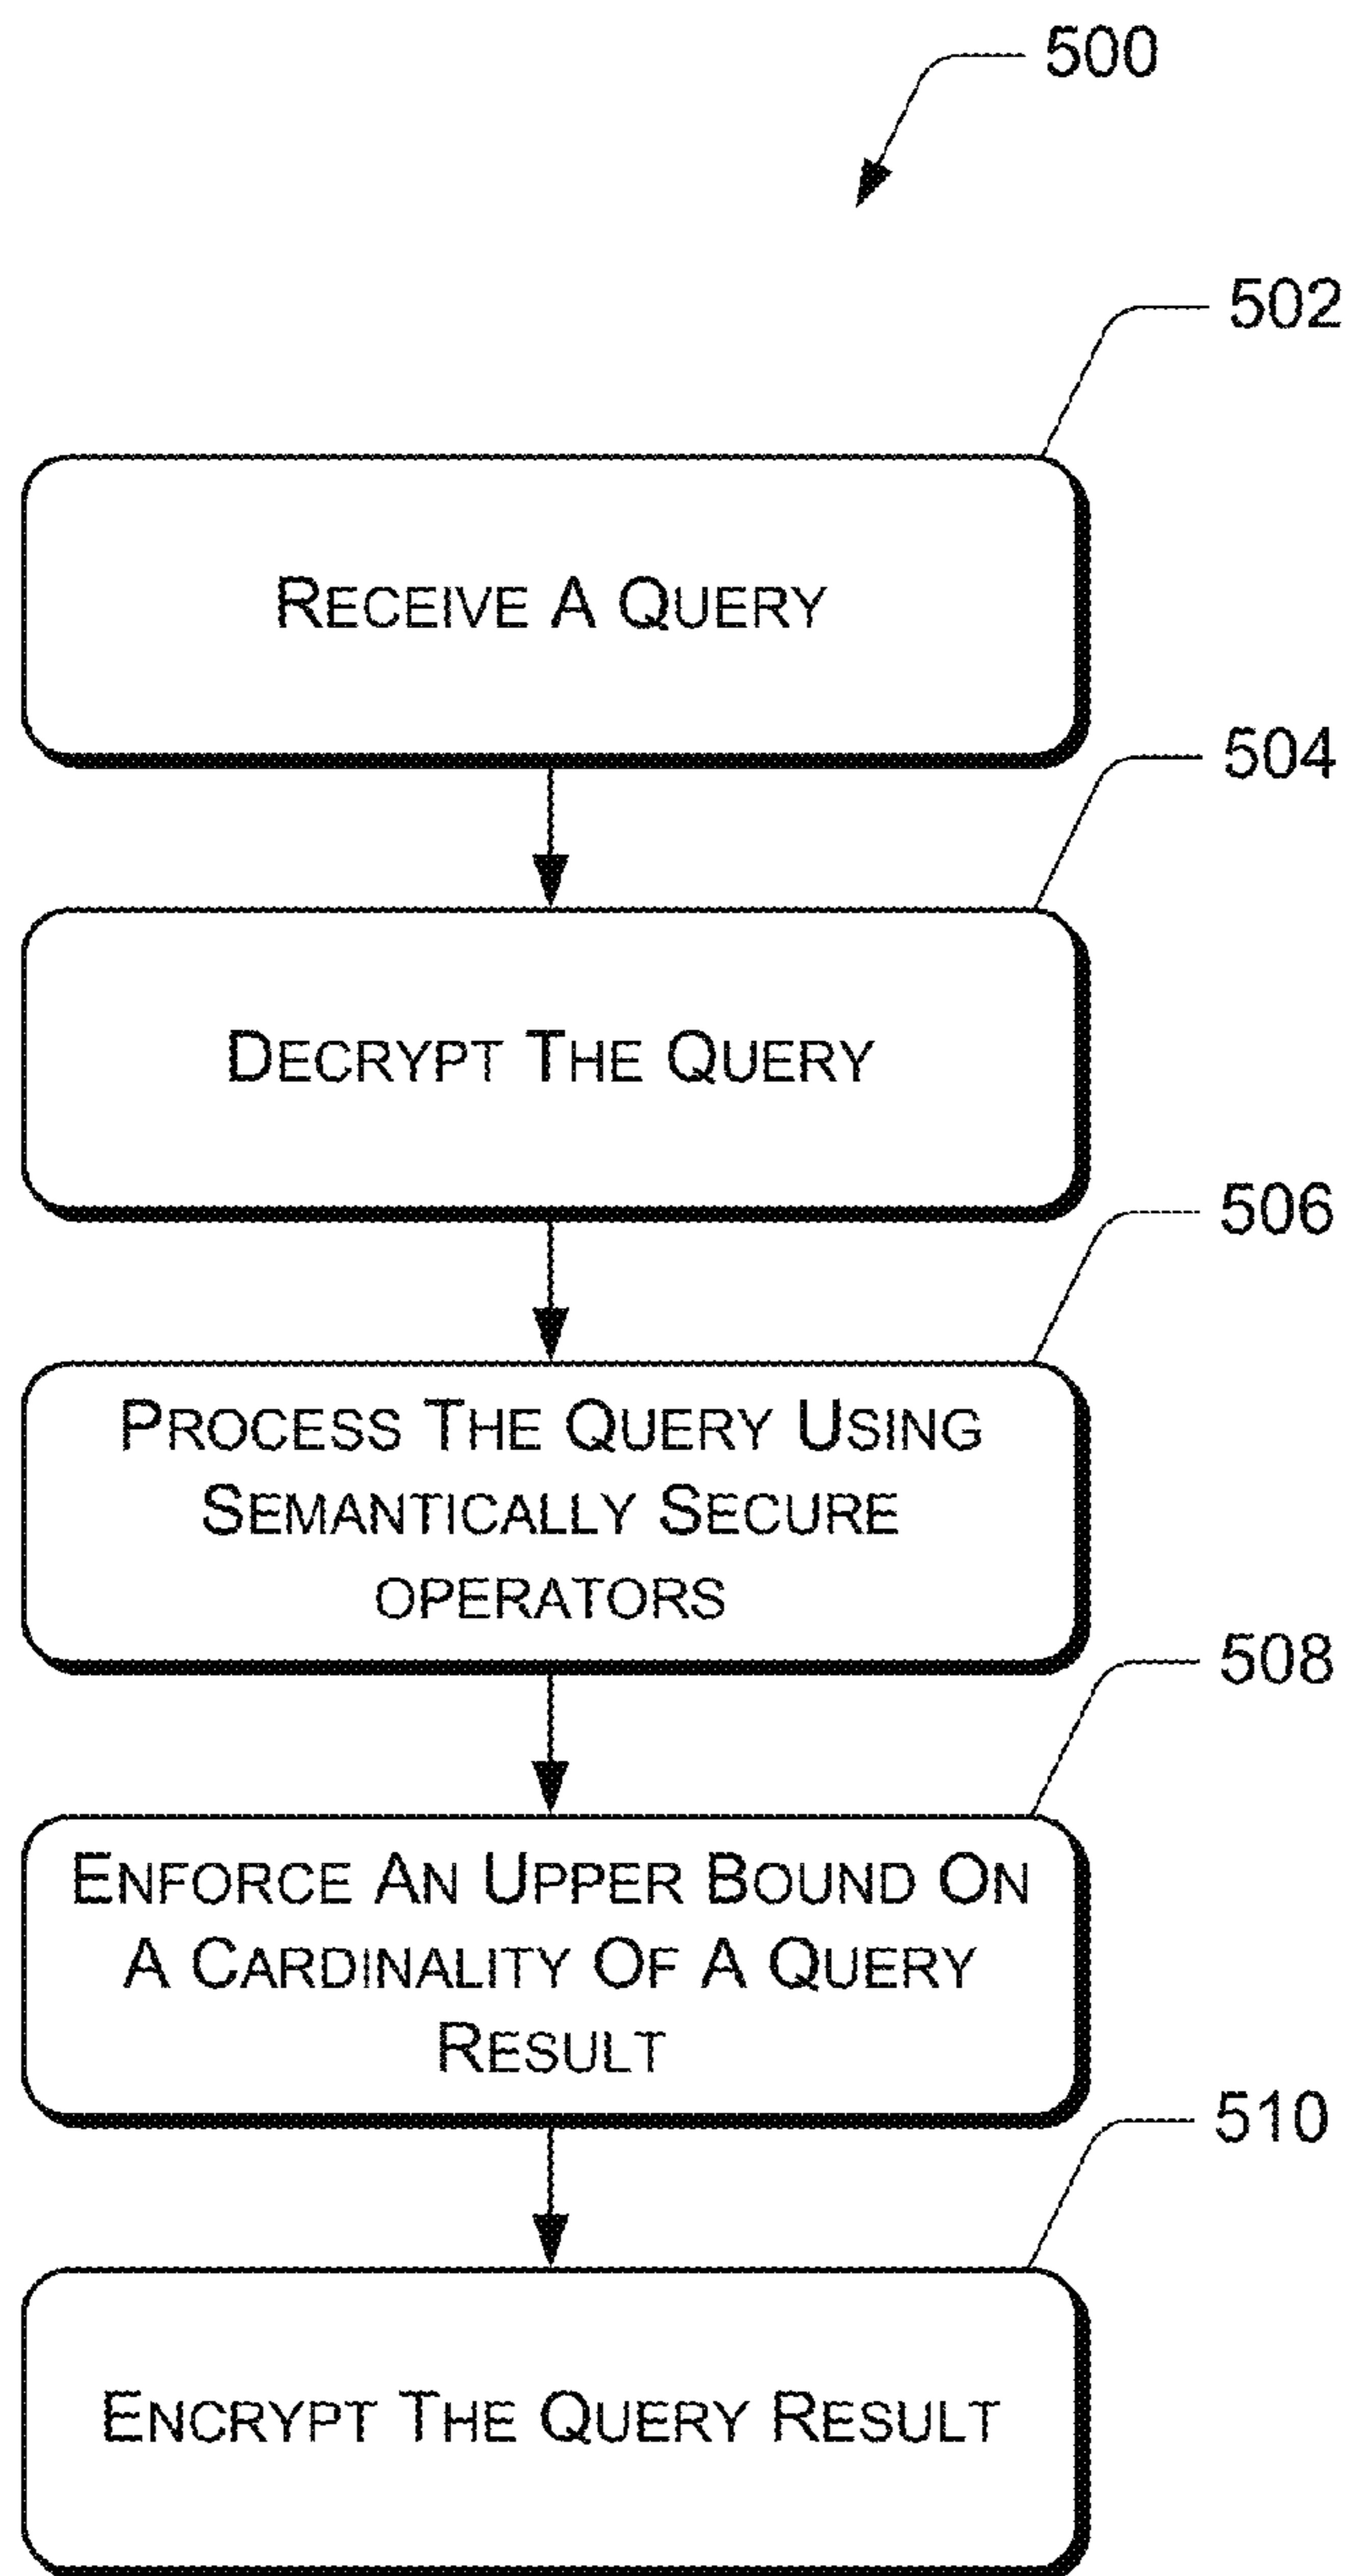 500
502
RECEIVE A QUERY
504
DECRYPT THE QUERY
506
PROCESS THE QUERY USING
SEMANTICALLY SECURE
OPERATORS
508
ENFORCE AN UPPER BOUND ON
A CARDINALITY OF A QUERY
RESULT
510
ENCRYPT THE QUERY RESULT